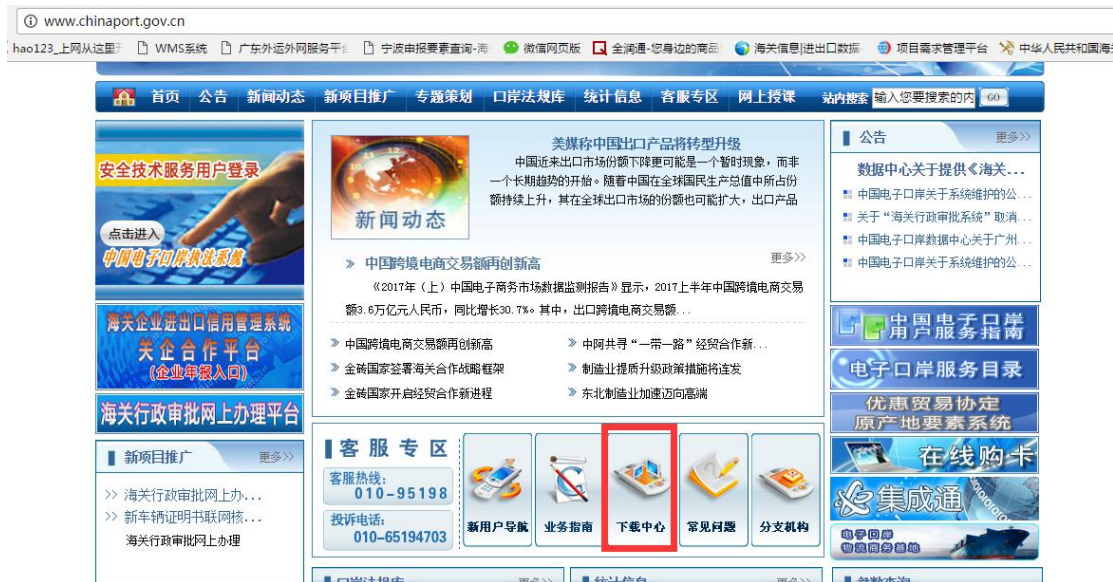 www.chinaport.gov.cn
hao123_上网从这里
WMS系统
广东外运外网服务平
宁波申报要素查询-海
微信网页版
全润通-您身边的商品
海关信息|进出口数据
项目需求管理平台
中华人民共和国海
首页 公告 新闻动态 新项目推广 专题策划 口岸法规库 统计信息 客服专区 网上授课
站内搜索 输入您要搜索的内 GO
安全技术服务用户登录
点击进入
中国电子口岸执法系统
海关企业进出口信用管理系统
关企合作平台
(企业年报入口)
海关行政审批网上办理平台
新项目推广 更多>>
>> 海关行政审批网上办...
>> 新车辆证明书联网核...
海关行政审批网上办理
新闻动态
美媒称中国出口产品将转型升级
中国近来出口市场份额下降更可能是一个暂时现象，而非
一个长期趋势的开始。随着中国在全球国民生产总值中所占份
额持续上升，其在全球出口市场的份额也可能扩大，出口产品
中国跨境电商交易额再创新高 更多>>
《2017年（上）中国电子商务市场数据监测报告》显示，2017上半年中国跨境电商交易
额3.6万亿元人民币，同比增长30.7%。其中，出口跨境电商交易额...
中国跨境电商交易额再创新高
中阿共寻“一带一路”经贸合作新...
金砖国家签署海关合作战略框架
制造业提质升级政策措施将连发
金砖国家开启经贸合作新进程
东北制造业加速迈向高端
客服专区
客服热线：
010-95198
投诉电话：
010-65194703
新用户导航
业务指南
下载中心
常见问题
分支机构
公告 更多>>
数据中心关于提供《海关...
中国电子口岸关于系统维护的公...
关于“海关行政审批系统”取消...
中国电子口岸数据中心关于广州...
中国电子口岸关于系统维护的公...
中国电子口岸
用户服务指南
电子口岸服务目录
优惠贸易协定
原产地要素系统
在线购卡
集成通
电子口岸
物流商务基地
口岸法规库 更多>>
统计信息 更多>>
参数查询